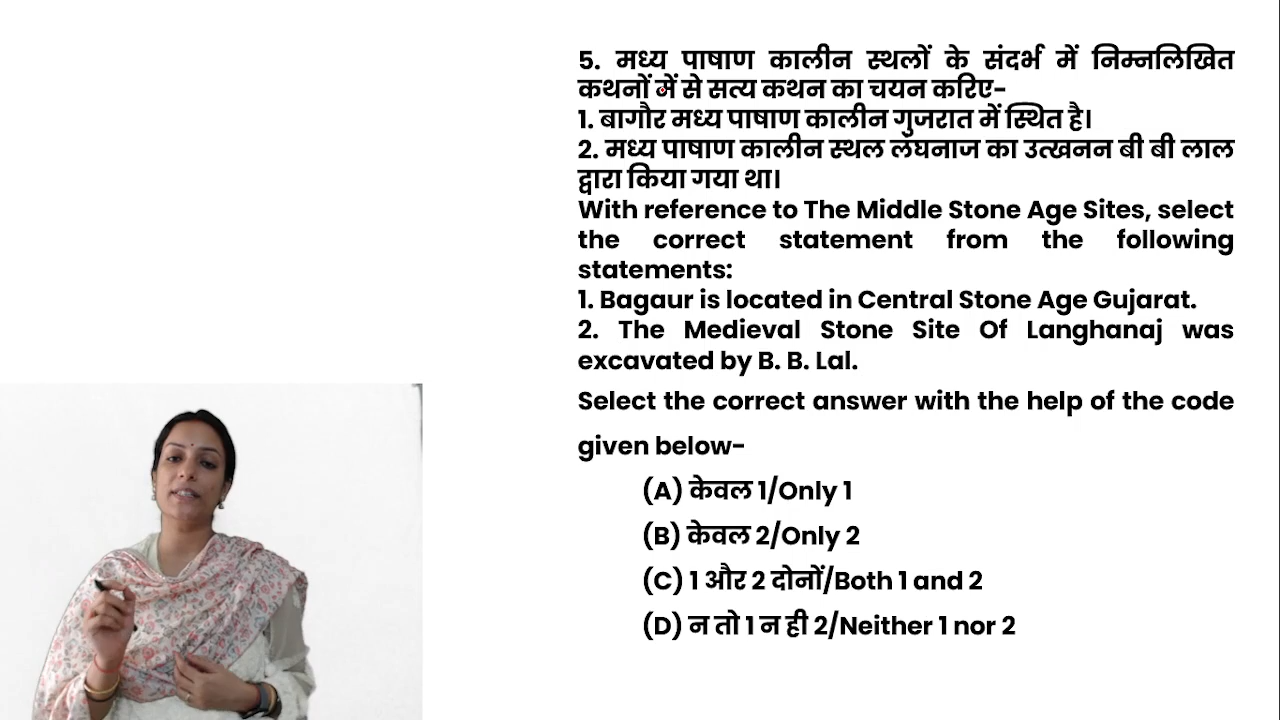 5. मध्य पाषाण कालीन स्थलों के संदर्भ में निम्नलिखित
कथनों में से सत्य कथन का चयन करिए-
1. बागौर मध्य पाषाण कालीन गुजरात में स्थित है।
2. मध्य पाषाण कालीन स्थल लंघनाज का उत्खनन बी बी लाल
द्वारा किया गया था।
With reference to The Middle Stone Age Sites, select
the correct statement from the following
statements:
1. Bagaur is located in Central Stone Age Gujarat.
2. The Medieval Stone Site Of Langhanaj was
excavated by B. B. Lal.
Select the correct answer with the help of the code
given below-
(A) केवल 1/Only 1
(B) केवल 2/Only 2
(C) 1 और 2 दोनों/Both 1 and 2
(D) न तो 1 न ही 2/Neither 1 nor 2